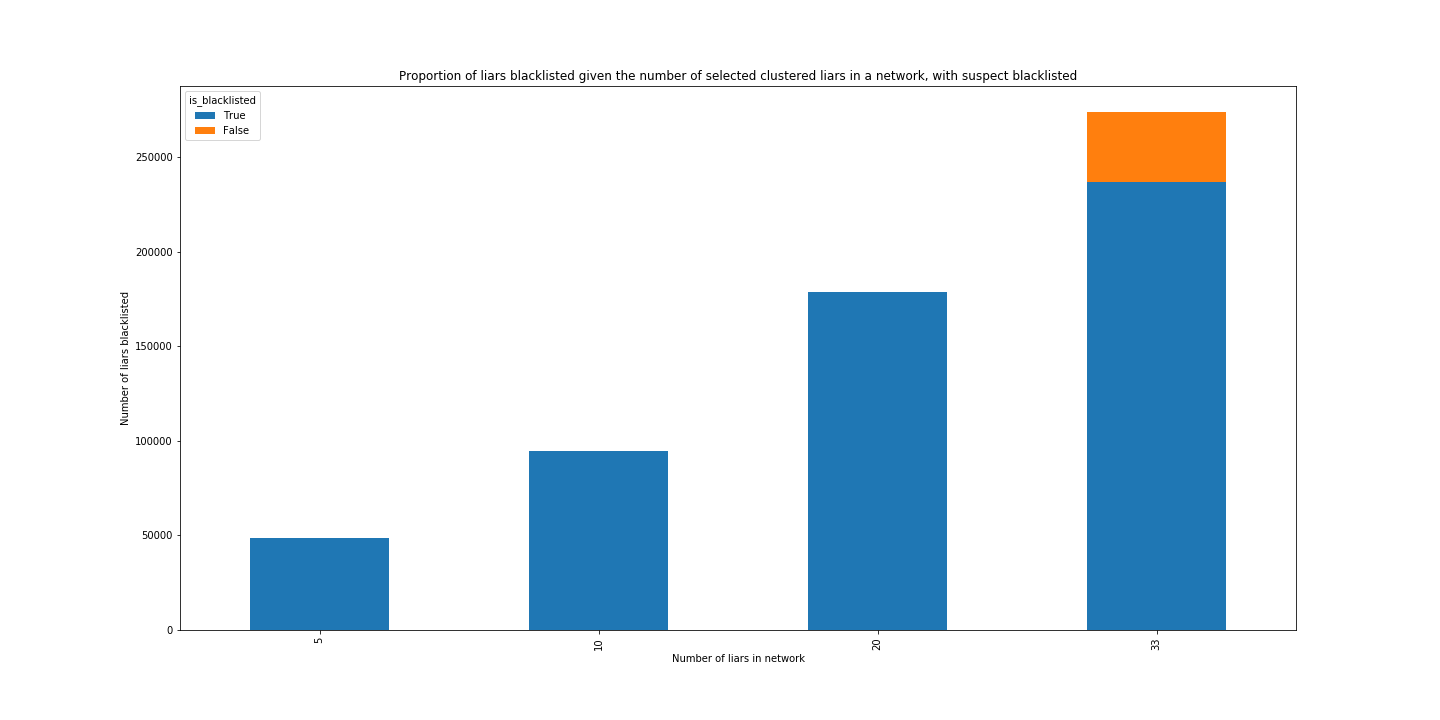 Proportion of liars blacklisted given the number of selected clustered liars in a network, with suspect blacklisted
is_blacklisted
True
False
250000
200000
150000
100000
50000
0
Number of liars blacklisted
5
10
20
33
Number of liars in network